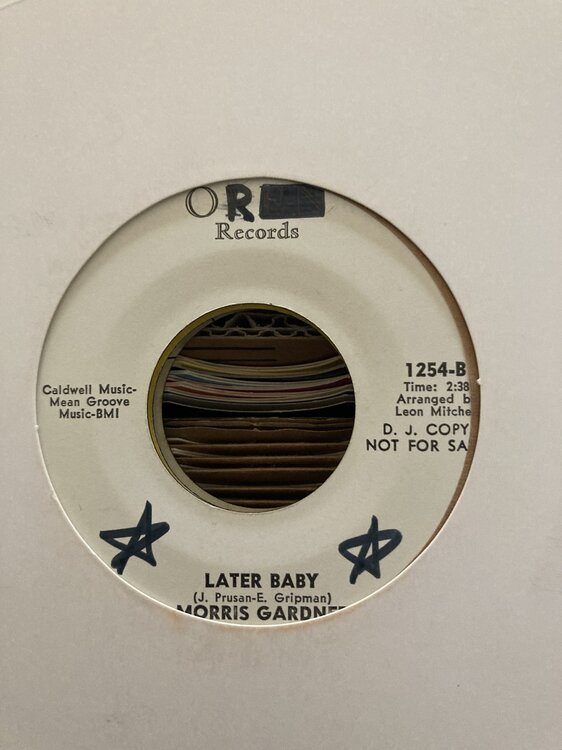 OR
Records
Caldwell Music-
Mean Groove
Music-BMI
1254-B
Time: 2:38
Arranged b
Leon Mitche
D. J. COPY
NOT FOR SA
LATER BABY
(J. Prusan-E. Gripman)
MORRIS GARDNE